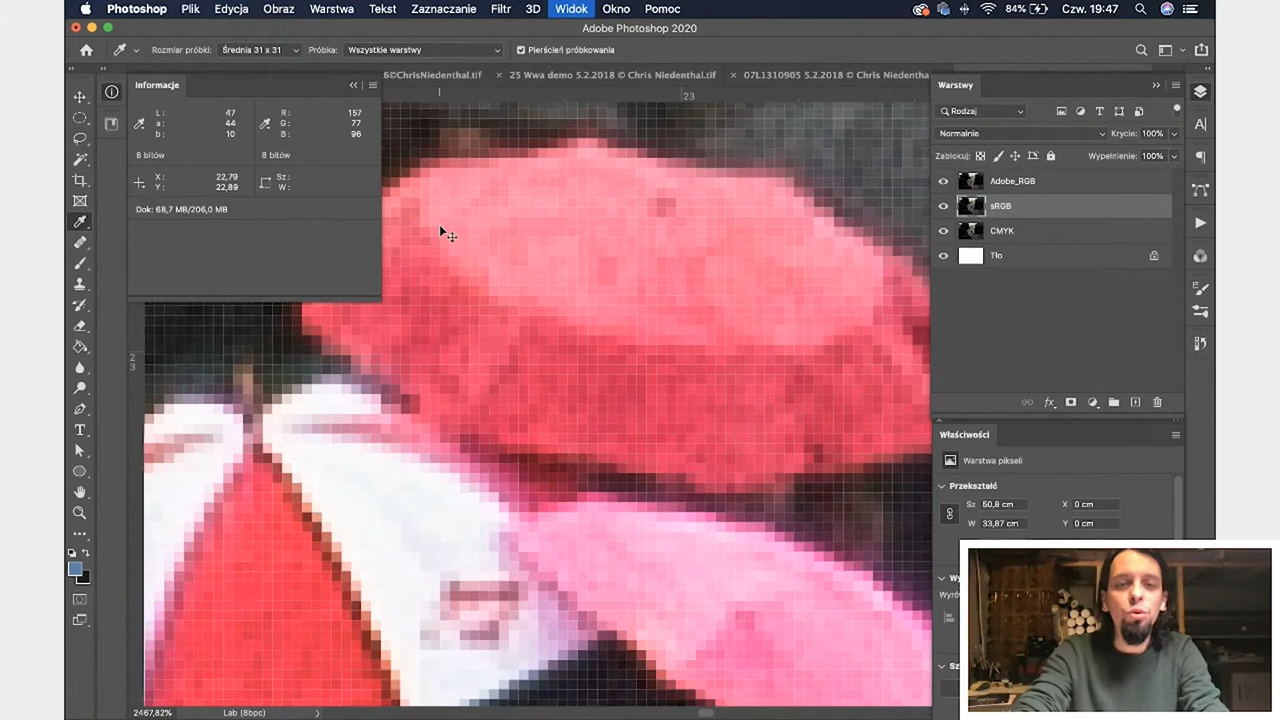 Photoshop Plik Edycja Obraz Warstwa Tekst Zaznaczanie Filtr 3D Widok Okno Pomoc 84% Czw. 19:47
Adobe Photoshop 2020
Rozmiar próbki: Średnia 31 x 31 Próbka: Wszystkie warstwy Pierścień próbkowania
6©ChrisNiedenthal.tif × 25 Wwa demo 5.2.2018 © Chris Niedenthal.tif × 07L1310905 5.2.2018 © Chris Niedentha
Informacje
L: 47 R: 157
a: 44 G: 77
b: 10 B: 96
8 bitów 8 bitów
X: 22,79 Sz:
Y: 22,89 W:
Dok: 68,7 MB/206,0 MB
23
2
3
Warstwy
Rodzaj
Normalnie Krycie: 100%
Zablokuj: Wypełnienie: 100%
Adobe_RGB
sRGB
CMYK
Tło
fx
Właściwości
Warstwa pikseli
Przekształć
Sz 50,8 cm X 0 cm
W 33,87 cm Y 0 cm
2467,82% Lab (8bpc)